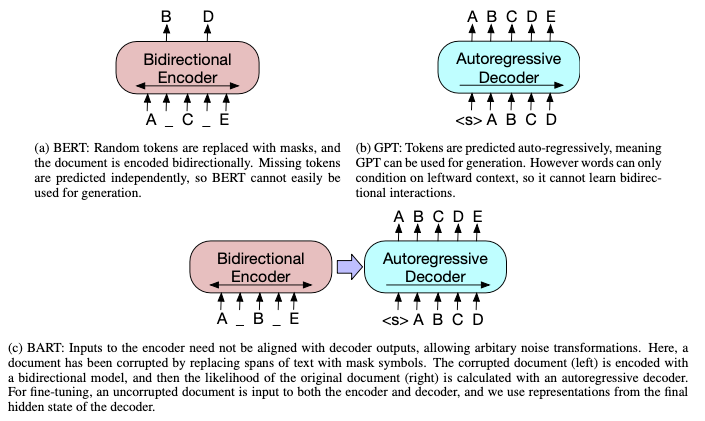 B D
Bidirectional
Encoder
A _ C _ E
(a) BERT: Random tokens are replaced with masks, and
the document is encoded bidirectionally. Missing tokens
are predicted independently, so BERT cannot easily be
used for generation.
A B C D E
Autoregressive
Decoder
<s> A B C D
(b) GPT: Tokens are predicted auto-regressively, meaning
GPT can be used for generation. However words can only
condition on leftward context, so it cannot learn bidirec-
tional interactions.
Bidirectional
Encoder
A _ B _ E
A B C D E
Autoregressive
Decoder
<s> A B C D
(c) BART: Inputs to the encoder need not be aligned with decoder outputs, allowing arbitary noise transformations. Here, a
document has been corrupted by replacing spans of text with mask symbols. The corrupted document (left) is encoded with
a bidirectional model, and then the likelihood of the original document (right) is calculated with an autoregressive decoder.
For fine-tuning, an uncorrupted document is input to both the encoder and decoder, and we use representations from the final
hidden state of the decoder.